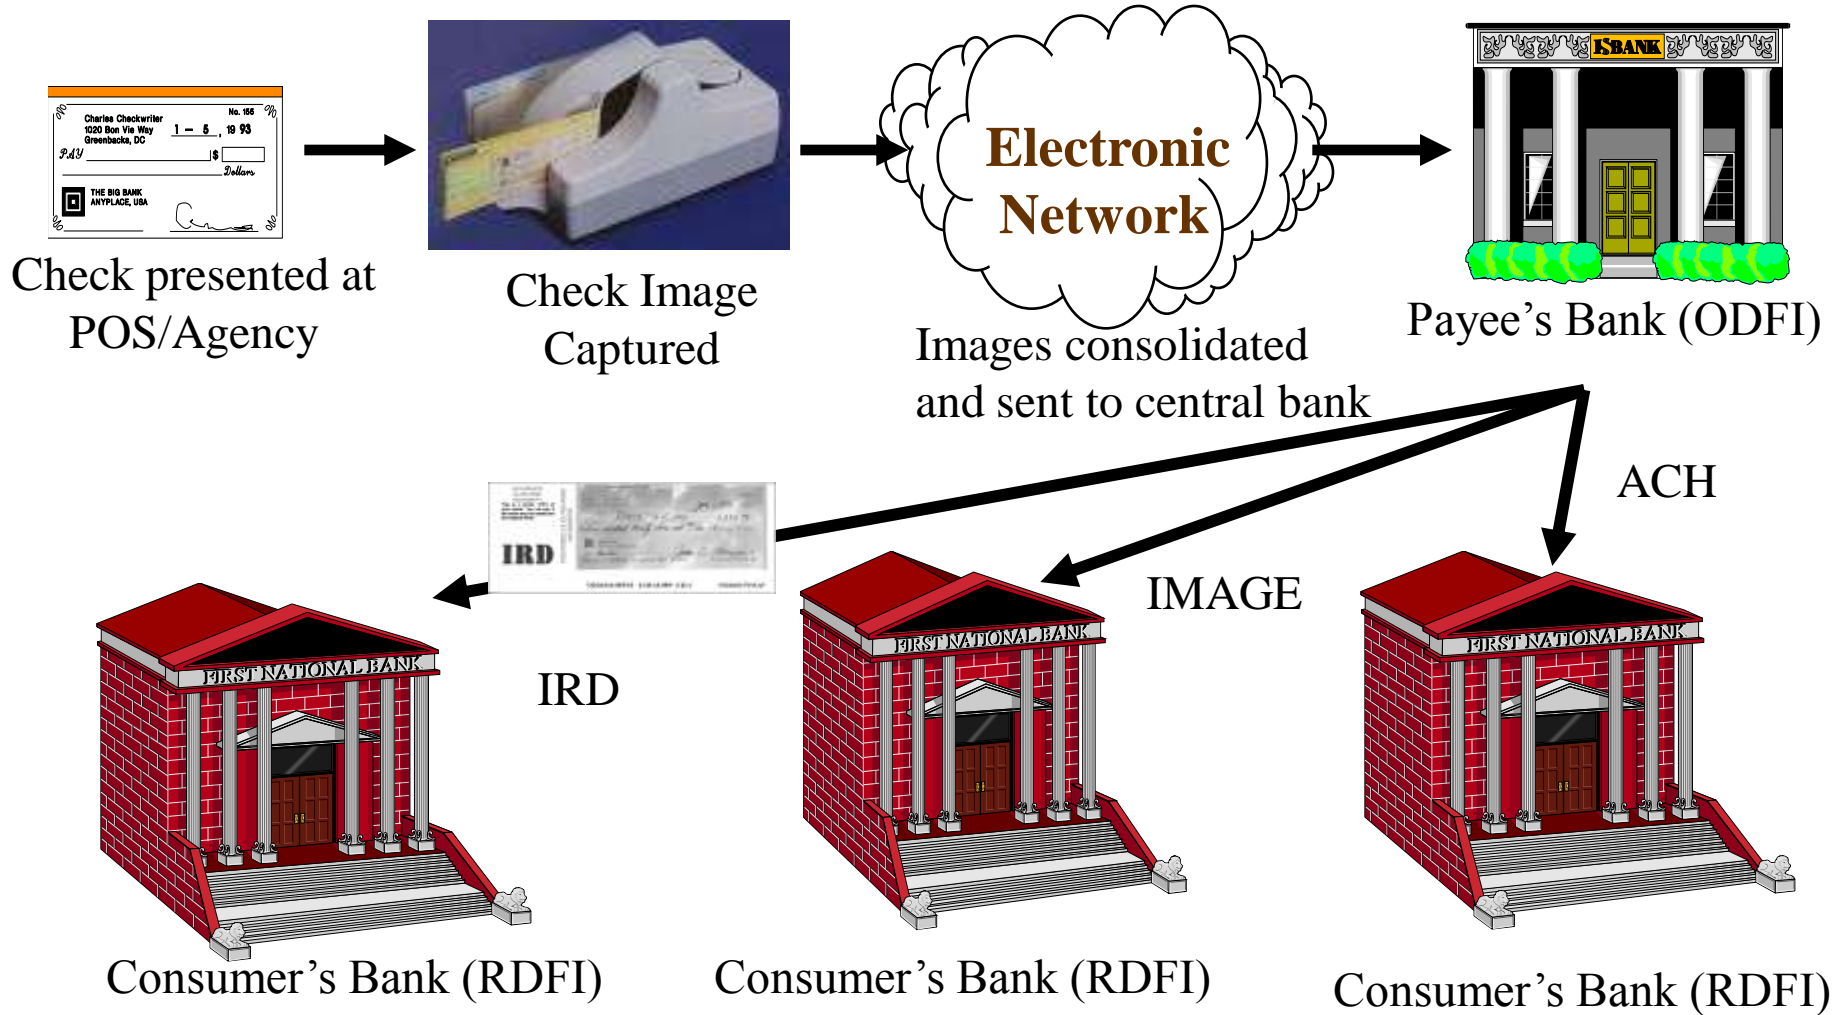 Charles Checkwriter
1020 Bon Vie Way
Greenbacks, DC
No. 156
1 — 5 , 19 93
PAY $
Dollars
THE BIG BANK
ANYPLACE, USA
Check presented at
POS/Agency
Check Image
Captured
Electronic
Network
Images consolidated
and sent to central bank
ISBANK
Payee’s Bank (ODFI)
ACH
IMAGE
IRD
IRD
FIRST NATIONAL BANK
FIRST NATIONAL BANK
FIRST NATIONAL BANK
Consumer’s Bank (RDFI)
Consumer’s Bank (RDFI)
Consumer’s Bank (RDFI)